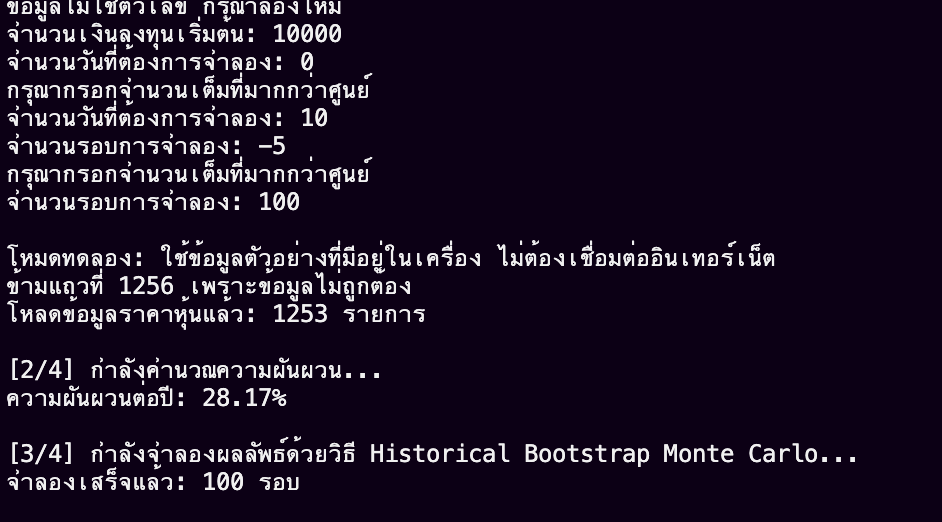 ข้อมูลไม่ใช่ตัวเลข กรุณาลองใหม่
จำนวนเงินลงทุนเริ่มต้น: 10000
จำนวนวันที่ต้องการจำลอง: 0
กรุณากรอกจำนวนเต็มที่มากกว่าศูนย์
จำนวนวันที่ต้องการจำลอง: 10
จำนวนรอบการจำลอง: -5
กรุณากรอกจำนวนเต็มที่มากกว่าศูนย์
จำนวนรอบการจำลอง: 100
โหมดทดลอง: ใช้ข้อมูลตัวอย่างที่มีอยู่ในเครื่อง ไม่ต้องเชื่อมต่ออินเทอร์เน็ต
ข้ามแถวที่ 1256 เพราะข้อมูลไม่ถูกต้อง
โหลดข้อมูลราคาหุ้นแล้ว: 1253 รายการ
[2/4] กำลังคำนวณความผันผวน...
ความผันผวนต่อปี: 28.17%
[3/4] กำลังจำลองผลลัพธ์ด้วยวิธี Historical Bootstrap Monte Carlo...
จำลองเสร็จแล้ว: 100 รอบ